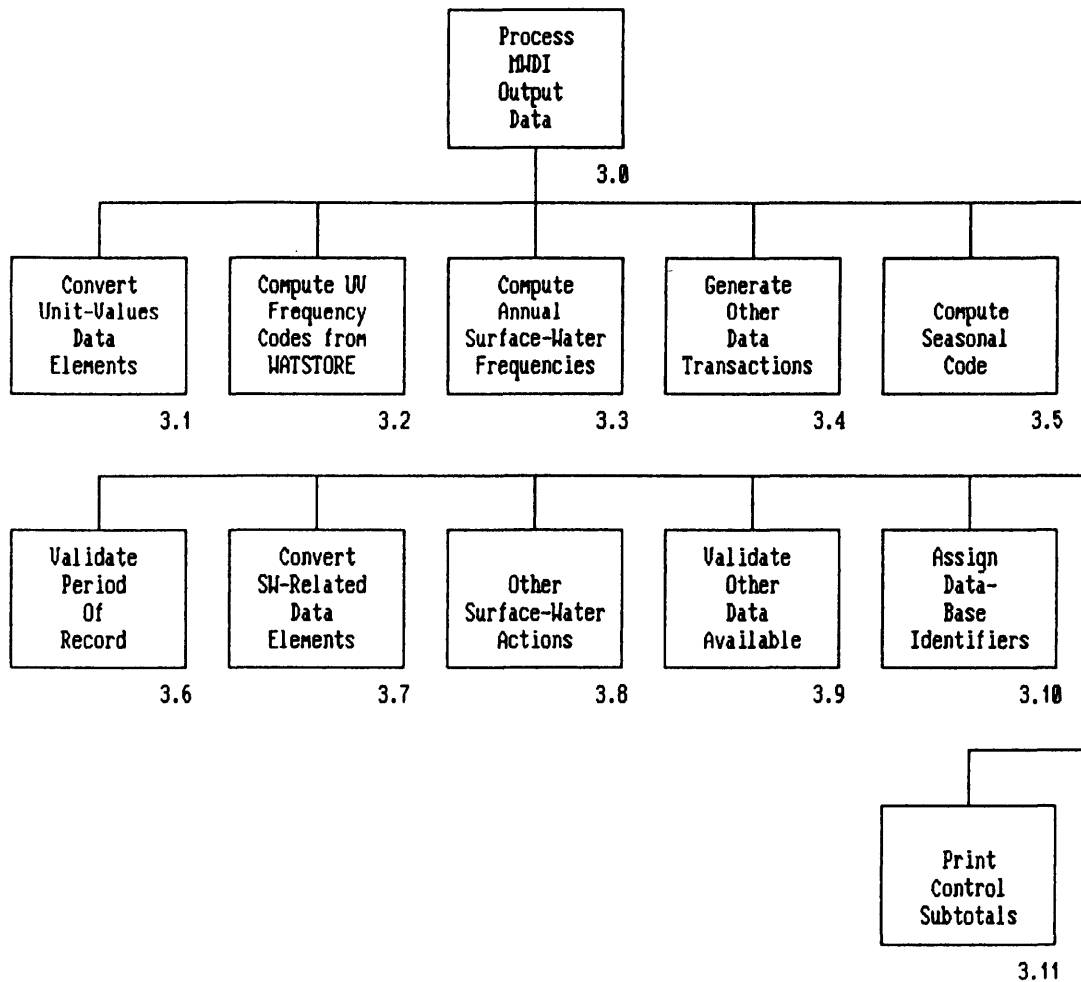 Process
MWDI
Output
Data
3.0
Convert
Unit-Values
Data
Elements
3.1
Compute UV
Frequency
Codes from
WATSTORE
3.2
Compute
Annual
Surface-Water
Frequencies
3.3
Generate
Other
Data
Transactions
3.4
Compute
Seasonal
Code
3.5
Validate
Period
Of
Record
3.6
Convert
SW-Related
Data
Elements
3.7
Other
Surface-Water
Actions
3.8
Validate
Other
Data
Available
3.9
Assign
Data-
Base
Identifiers
3.10
Print
Control
Subtotals
3.11